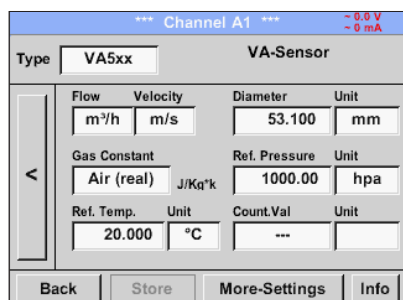 *** Channel A1 ***
~ 0.0 V
~ 0 mA
Type VA5xx VA-Sensor
Flow Velocity Diameter Unit
m³/h m/s 53.100 mm
Gas Constant Ref. Pressure Unit
< Air (real) J/Kg*k 1000.00 hpa
Ref. Temp. Unit Count.Val Unit
20.000 °C ---
Back Store More-Settings Info